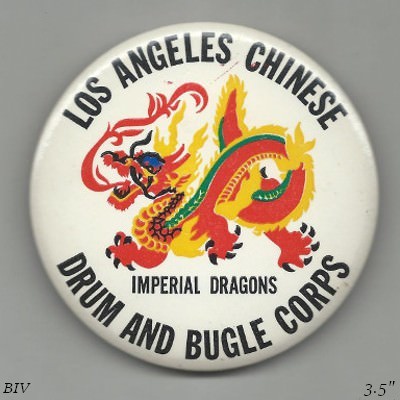 LOS ANGELES CHINESE
IMPERIAL DRAGONS
DRUM AND BUGLE CORPS
BIV
3.5"